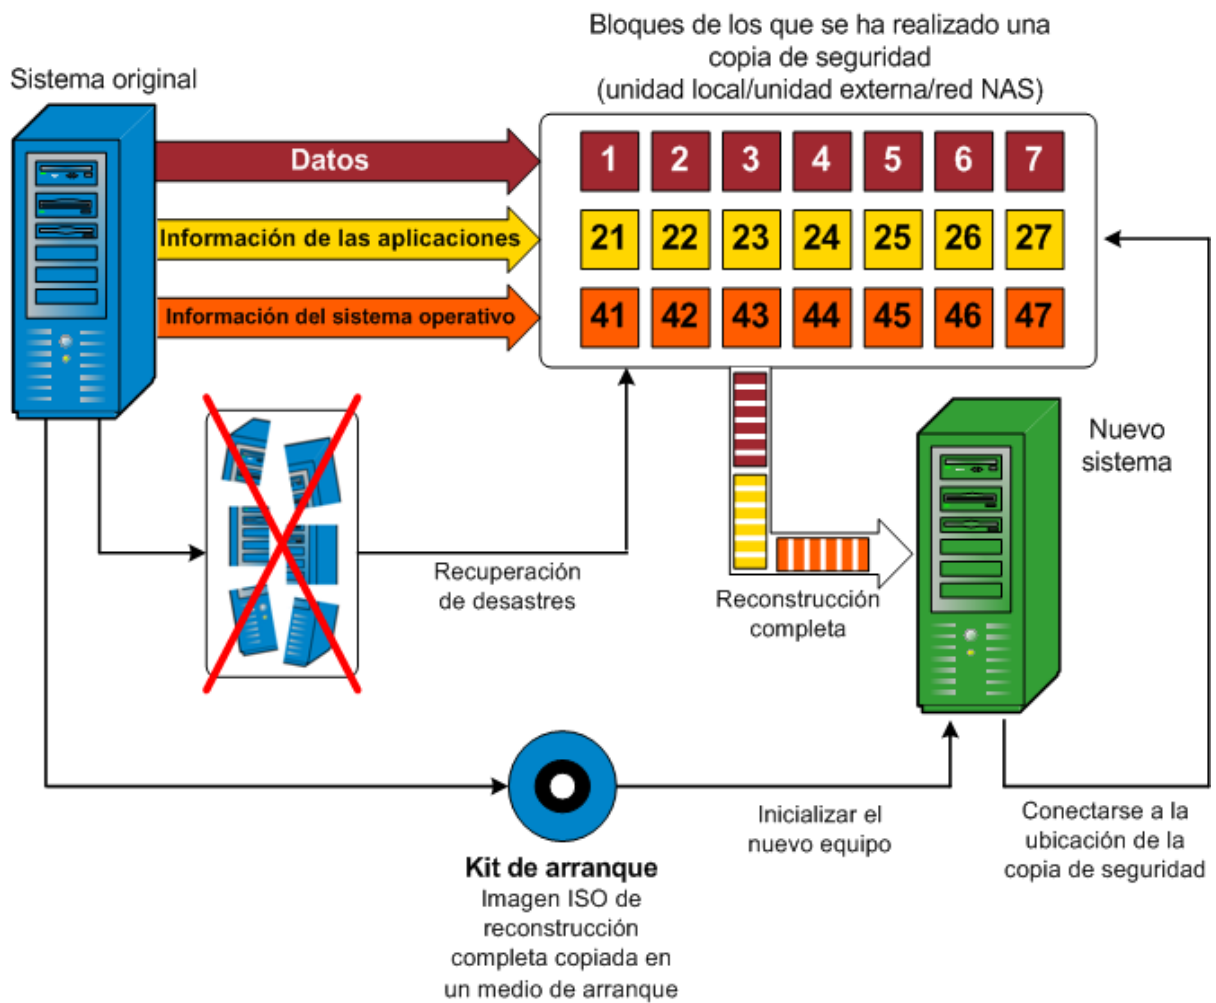 Bloques de los que se ha realizado una
copia de seguridad
(unidad local/unidad externa/red NAS)
Sistema original
Datos
1 2 3 4 5 6 7
Información de las aplicaciones
21 22 23 24 25 26 27
Información del sistema operativo
41 42 43 44 45 46 47
Nuevo
sistema
Recuperación
de desastres
Reconstrucción
completa
Inicializar el
nuevo equipo
Conectarse a la
ubicación de la
copia de seguridad
Kit de arranque
Imagen ISO de
reconstrucción
completa copiada en
un medio de arranque